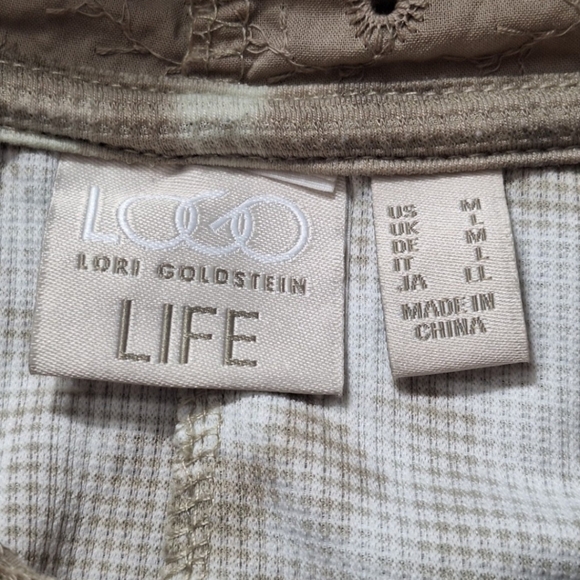 LOGO
LORI GOLDSTEIN
LIFE
US M
UK L
DE M
IT L
JA LL
MADE IN
CHINA